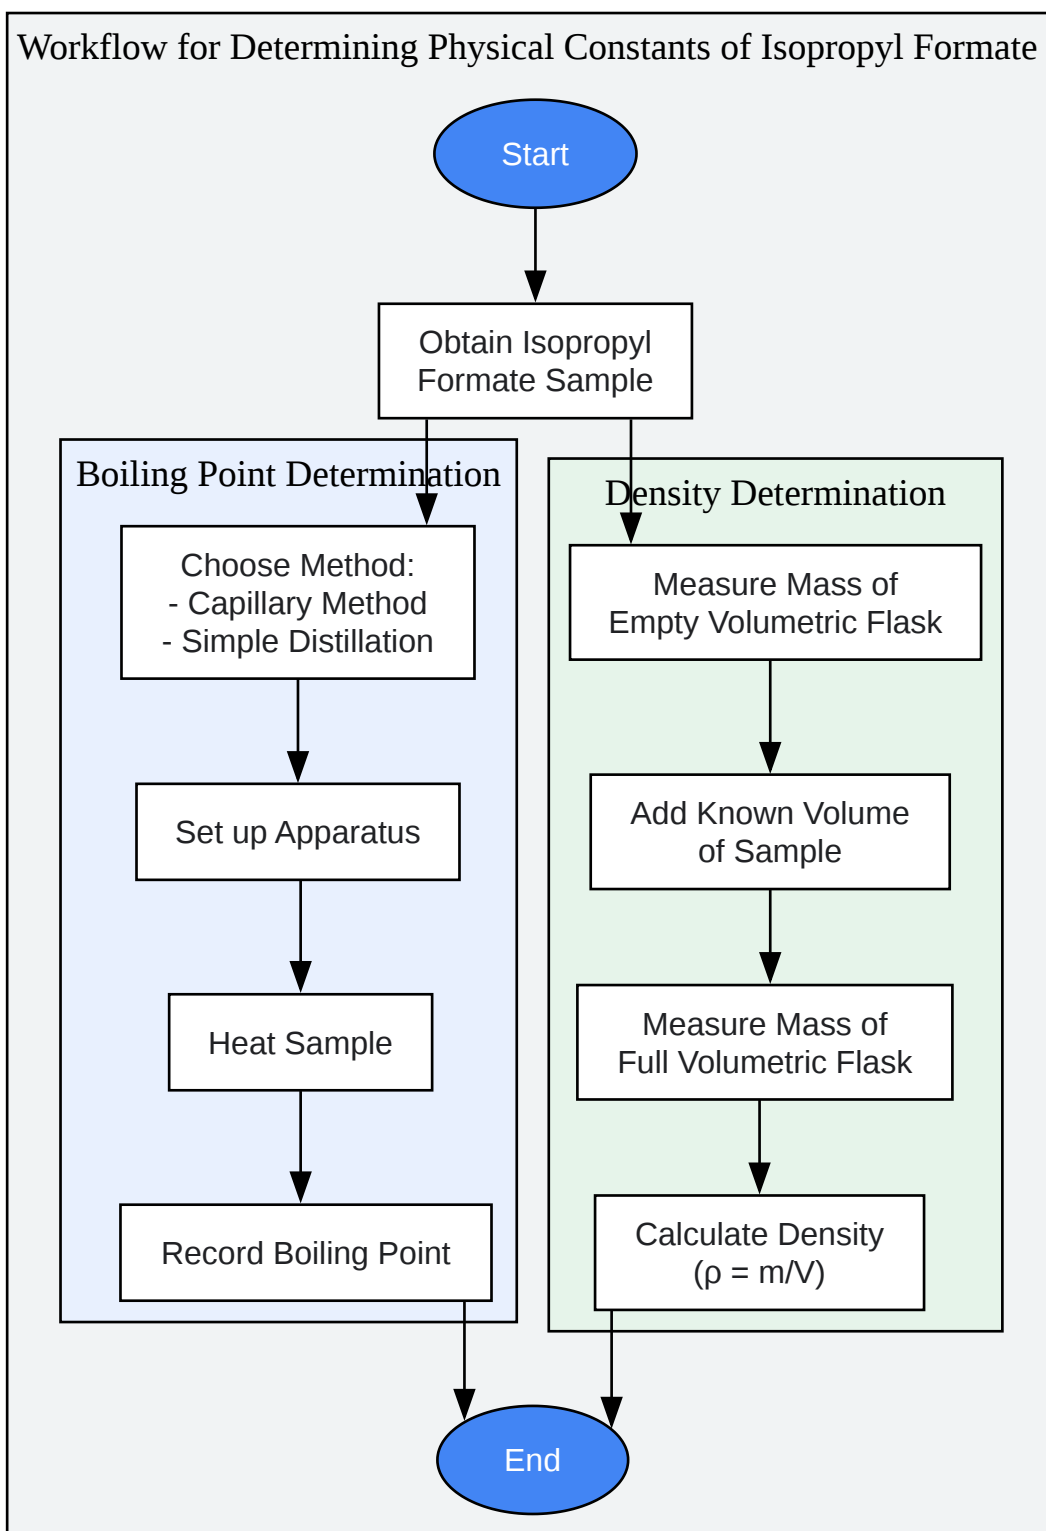 Workflow for Determining Physical Constants of Isopropyl Formate
Start
Obtain Isopropyl
Formate Sample
Boiling Point Determination
Choose Method:
- Capillary Method
- Simple Distillation
Set up Apparatus
Heat Sample
Record Boiling Point
Density Determination
Measure Mass of
Empty Volumetric Flask
Add Known Volume
of Sample
Measure Mass of
Full Volumetric Flask
Calculate Density
(ρ = m/V)
End